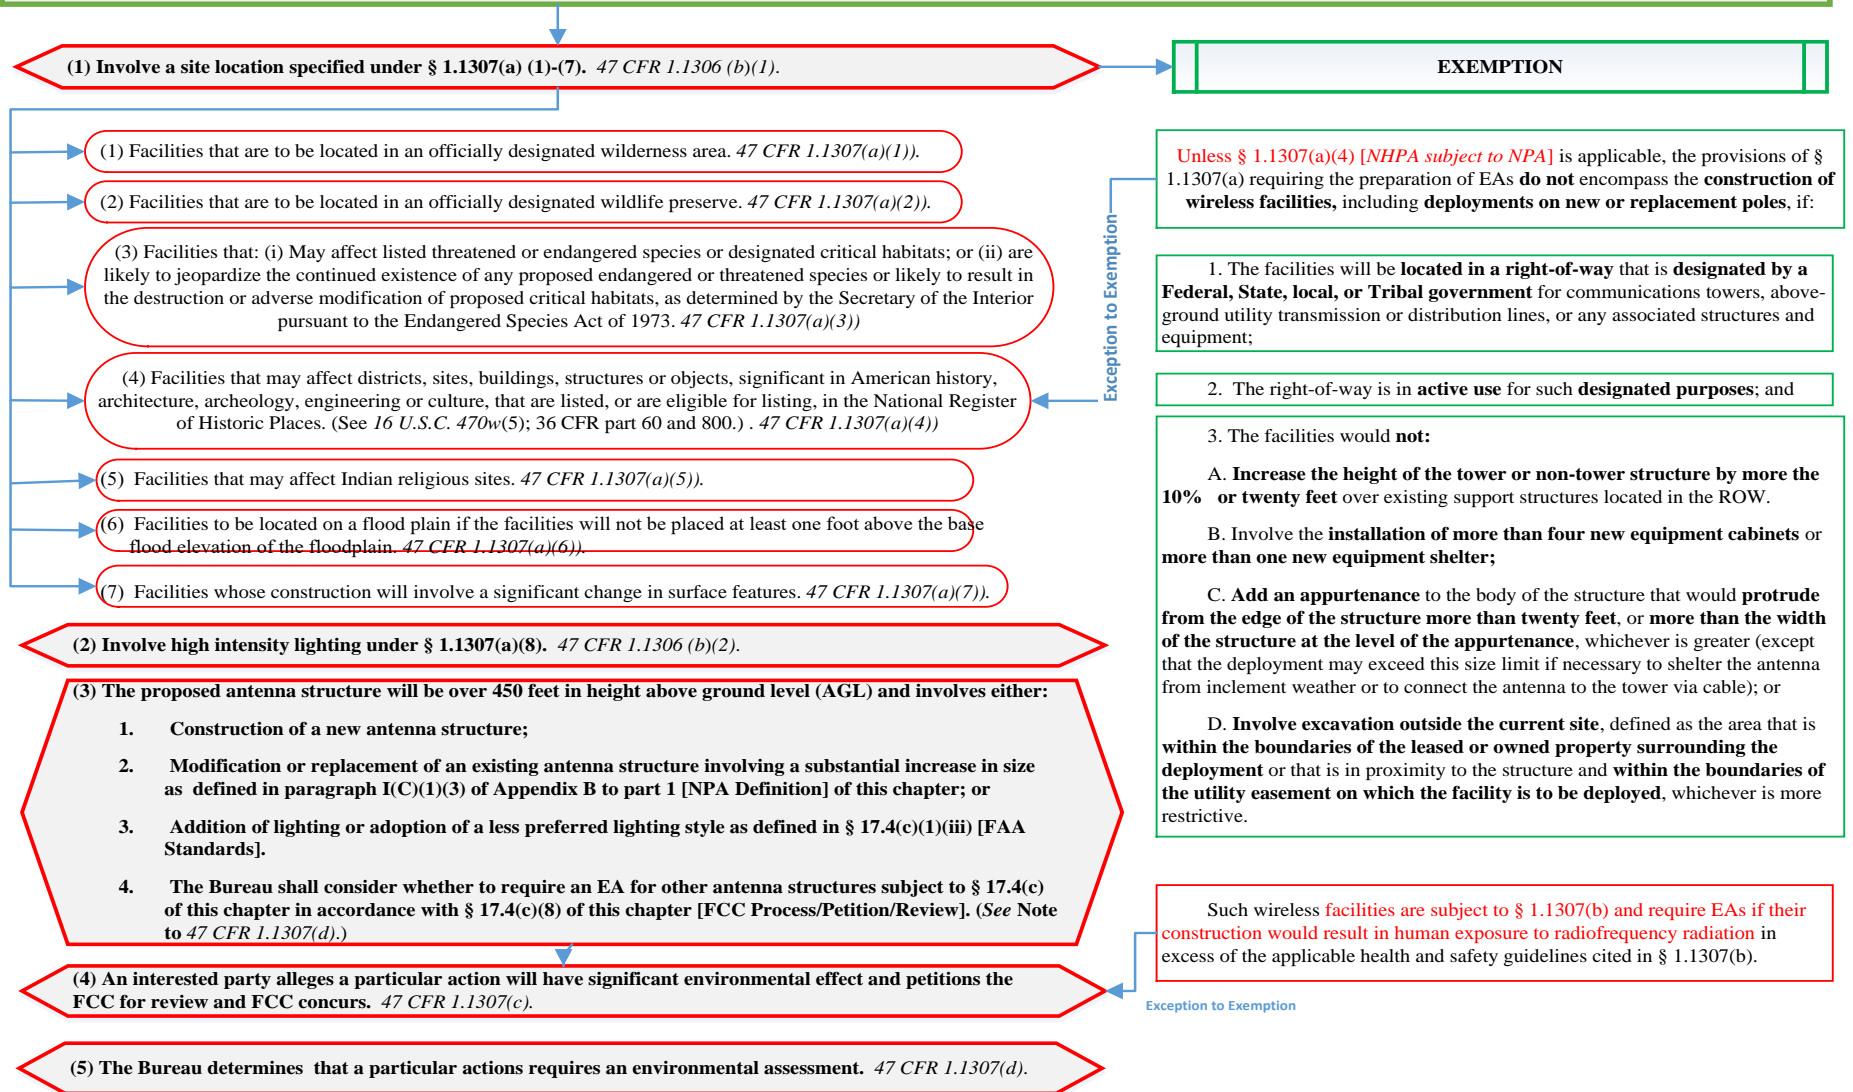 (1) Involve a site location specified under § 1.1307(a) (1)-(7). 47 CFR 1.1306 (b)(1).
(1) Facilities that are to be located in an officially designated wilderness area. 47 CFR 1.1307(a)(1)).
(2) Facilities that are to be located in an officially designated wildlife preserve. 47 CFR 1.1307(a)(2)).
(3) Facilities that: (i) May affect listed threatened or endangered species or designated critical habitats; or (ii) are
likely to jeopardize the continued existence of any proposed endangered or threatened species or likely to result in
the destruction or adverse modification of proposed critical habitats, as determined by the Secretary of the Interior
pursuant to the Endangered Species Act of 1973. 47 CFR 1.1307(a)(3))
(4) Facilities that may affect districts, sites, buildings, structures or objects, significant in American history,
architecture, archeology, engineering or culture, that are listed, or are eligible for listing, in the National Register
of Historic Places. (See 16 U.S.C. 470w(5); 36 CFR part 60 and 800.) . 47 CFR 1.1307(a)(4))
(5) Facilities that may affect Indian religious sites. 47 CFR 1.1307(a)(5)).
(6) Facilities to be located on a flood plain if the facilities will not be placed at least one foot above the base
flood elevation of the floodplain. 47 CFR 1.1307(a)(6)).
(7) Facilities whose construction will involve a significant change in surface features. 47 CFR 1.1307(a)(7)).
(2) Involve high intensity lighting under § 1.1307(a)(8). 47 CFR 1.1306 (b)(2).
(3) The proposed antenna structure will be over 450 feet in height above ground level (AGL) and involves either:
1. Construction of a new antenna structure;
2. Modification or replacement of an existing antenna structure involving a substantial increase in size
as defined in paragraph I(C)(1)(3) of Appendix B to part 1 [NPA Definition] of this chapter; or
3. Addition of lighting or adoption of a less preferred lighting style as defined in § 17.4(c)(1)(iii) [FAA
Standards].
4. The Bureau shall consider whether to require an EA for other antenna structures subject to § 17.4(c)
of this chapter in accordance with § 17.4(c)(8) of this chapter [FCC Process/Petition/Review]. (See Note
to 47 CFR 1.1307(d).)
(4) An interested party alleges a particular action will have significant environmental effect and petitions the
FCC for review and FCC concurs. 47 CFR 1.1307(c).
(5) The Bureau determines that a particular actions requires an environmental assessment. 47 CFR 1.1307(d).
EXEMPTION
Exception to Exemption
Unless § 1.1307(a)(4) [NHPA subject to NPA] is applicable, the provisions of §
1.1307(a) requiring the preparation of EAs do not encompass the construction of
wireless facilities, including deployments on new or replacement poles, if:
1. The facilities will be located in a right-of-way that is designated by a
Federal, State, local, or Tribal government for communications towers, above-
ground utility transmission or distribution lines, or any associated structures and
equipment;
2. The right-of-way is in active use for such designated purposes; and
3. The facilities would not:
A. Increase the height of the tower or non-tower structure by more the
10% or twenty feet over existing support structures located in the ROW.
B. Involve the installation of more than four new equipment cabinets or
more than one new equipment shelter;
C. Add an appurtenance to the body of the structure that would protrude
from the edge of the structure more than twenty feet, or more than the width
of the structure at the level of the appurtenance, whichever is greater (except
that the deployment may exceed this size limit if necessary to shelter the antenna
from inclement weather or to connect the antenna to the tower via cable); or
D. Involve excavation outside the current site, defined as the area that is
within the boundaries of the leased or owned property surrounding the
deployment or that is in proximity to the structure and within the boundaries of
the utility easement on which the facility is to be deployed, whichever is more
restrictive.
Such wireless facilities are subject to § 1.1307(b) and require EAs if their
construction would result in human exposure to radiofrequency radiation in
excess of the applicable health and safety guidelines cited in § 1.1307(b).
Exception to Exemption